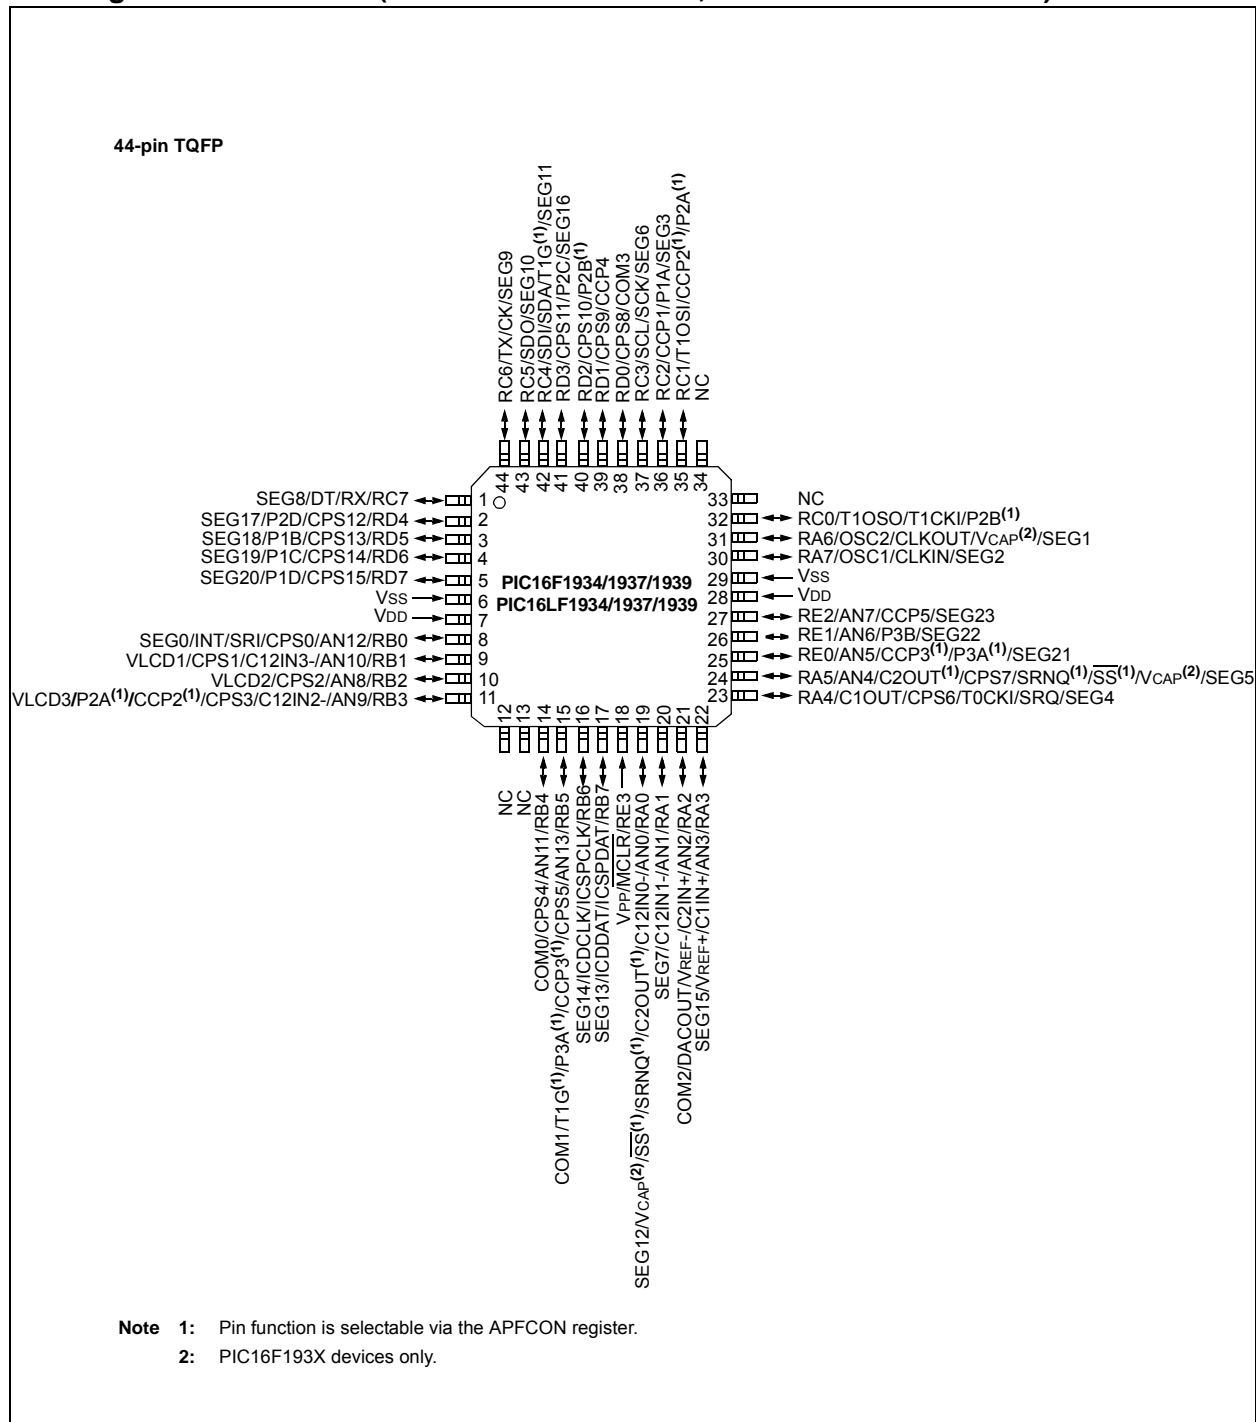 44-pin TQFP
RC6/TX/CK/SEG9
RC5/SDO/SEG10
RC4/SDI/SDA/T1G(1)/SEG11
RD3/CPS11/P2C/SEG16
RD2/CPS10/P2B(1)
RD1/CPS9/CCP4
RD0/CPS8/COM3
RC3/SCL/SCK/SEG6
RC2/CCP1/P1A/SEG3
RC1/T1OSI/CCP2(1)/P2A(1)
NC
44 43 42 41 40 39 38 37 36 35 34
SEG8/DT/RX/RC7 1
SEG17/P2D/CPS12/RD4 2
SEG18/P1B/CPS13/RD5 3
SEG19/P1C/CPS14/RD6 4
SEG20/P1D/CPS15/RD7 5
VSS 6
VDD 7
SEG0/INT/SRI/CPS0/AN12/RB0 8
VLCD1/CPS1/C12IN3-/AN10/RB1 9
VLCD2/CPS2/AN8/RB2 10
VLCD3/P2A(1)/CCP2(1)/CPS3/C12IN2-/AN9/RB3 11
PIC16F1934/1937/1939
PIC16LF1934/1937/1939
33 NC
32 RC0/T1OSO/T1CKI/P2B(1)
31 RA6/OSC2/CLKOUT/VCAP(2)/SEG1
30 RA7/OSC1/CLKIN/SEG2
29 VSS
28 VDD
27 RE2/AN7/CCP5/SEG23
26 RE1/AN6/P3B/SEG22
25 RE0/AN5/CCP3(1)/P3A(1)/SEG21
24 RA5/AN4/C2OUT(1)/CPS7/SRNQ(1)/SS(1)/VCAP(2)/SEG5
23 RA4/C1OUT/CPS6/T0CKI/SRQ/SEG4
12 13 14 15 16 17 18 19 20 21 22
NC
NC
COM0/CPS4/AN11/RB4
COM1/T1G(1)/P3A(1)/CCP3(1)/CPS5/AN13/RB5
SEG14/ICDCLK/ICSPCLK/RB6
SEG13/ICDDAT/ICSPDAT/RB7
VPP/MCLR/RE3
SEG12/VCAP(2)/SS(1)/SRNQ(1)/C2OUT(1)/C12IN0-/AN0/RA0
SEG7/C12IN1-/AN1/RA1
COM2/DACOUT/VREF-/C2IN+/AN2/RA2
SEG15/VREF+/C1IN+/AN3/RA3
Note 1: Pin function is selectable via the APFCON register.
2: PIC16F193X devices only.